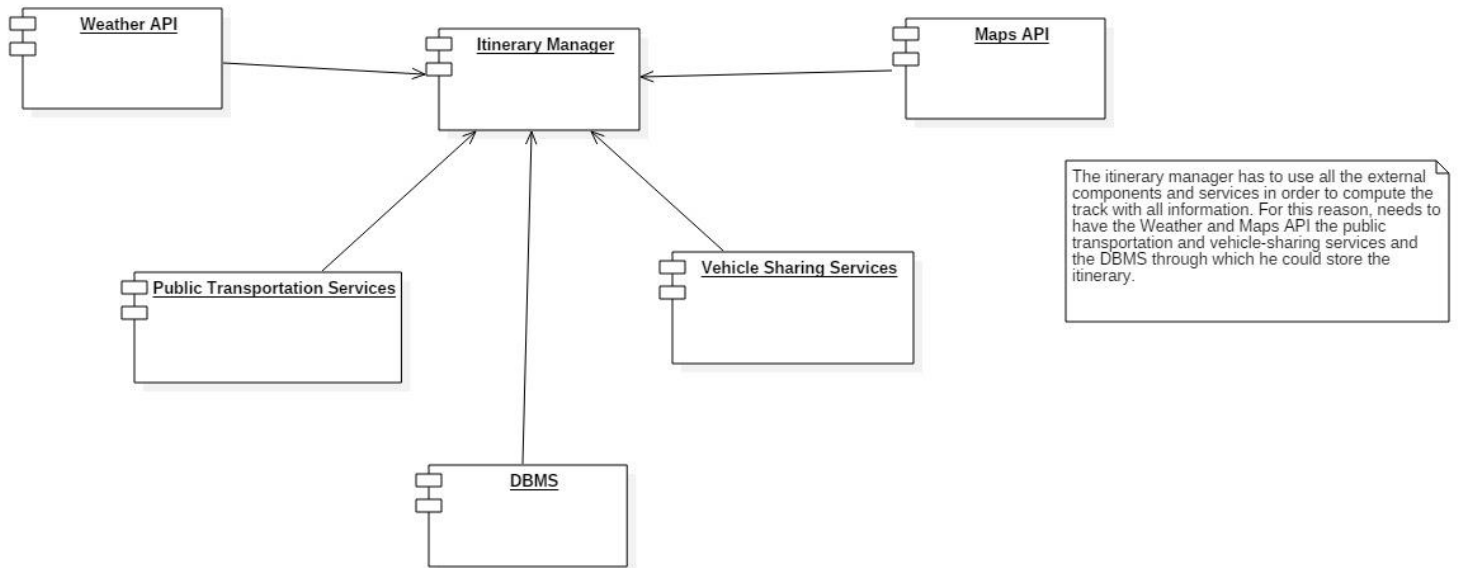 Weather API
Itinerary Manager
Maps API
The itinerary manager has to use all the external
components and services in order to compute the
track with all information. For this reason, needs to
have the Weather and Maps API the public
transportation and vehicle-sharing services and
the DBMS through which he could store the
itinerary.
Public Transportation Services
Vehicle Sharing Services
DBMS